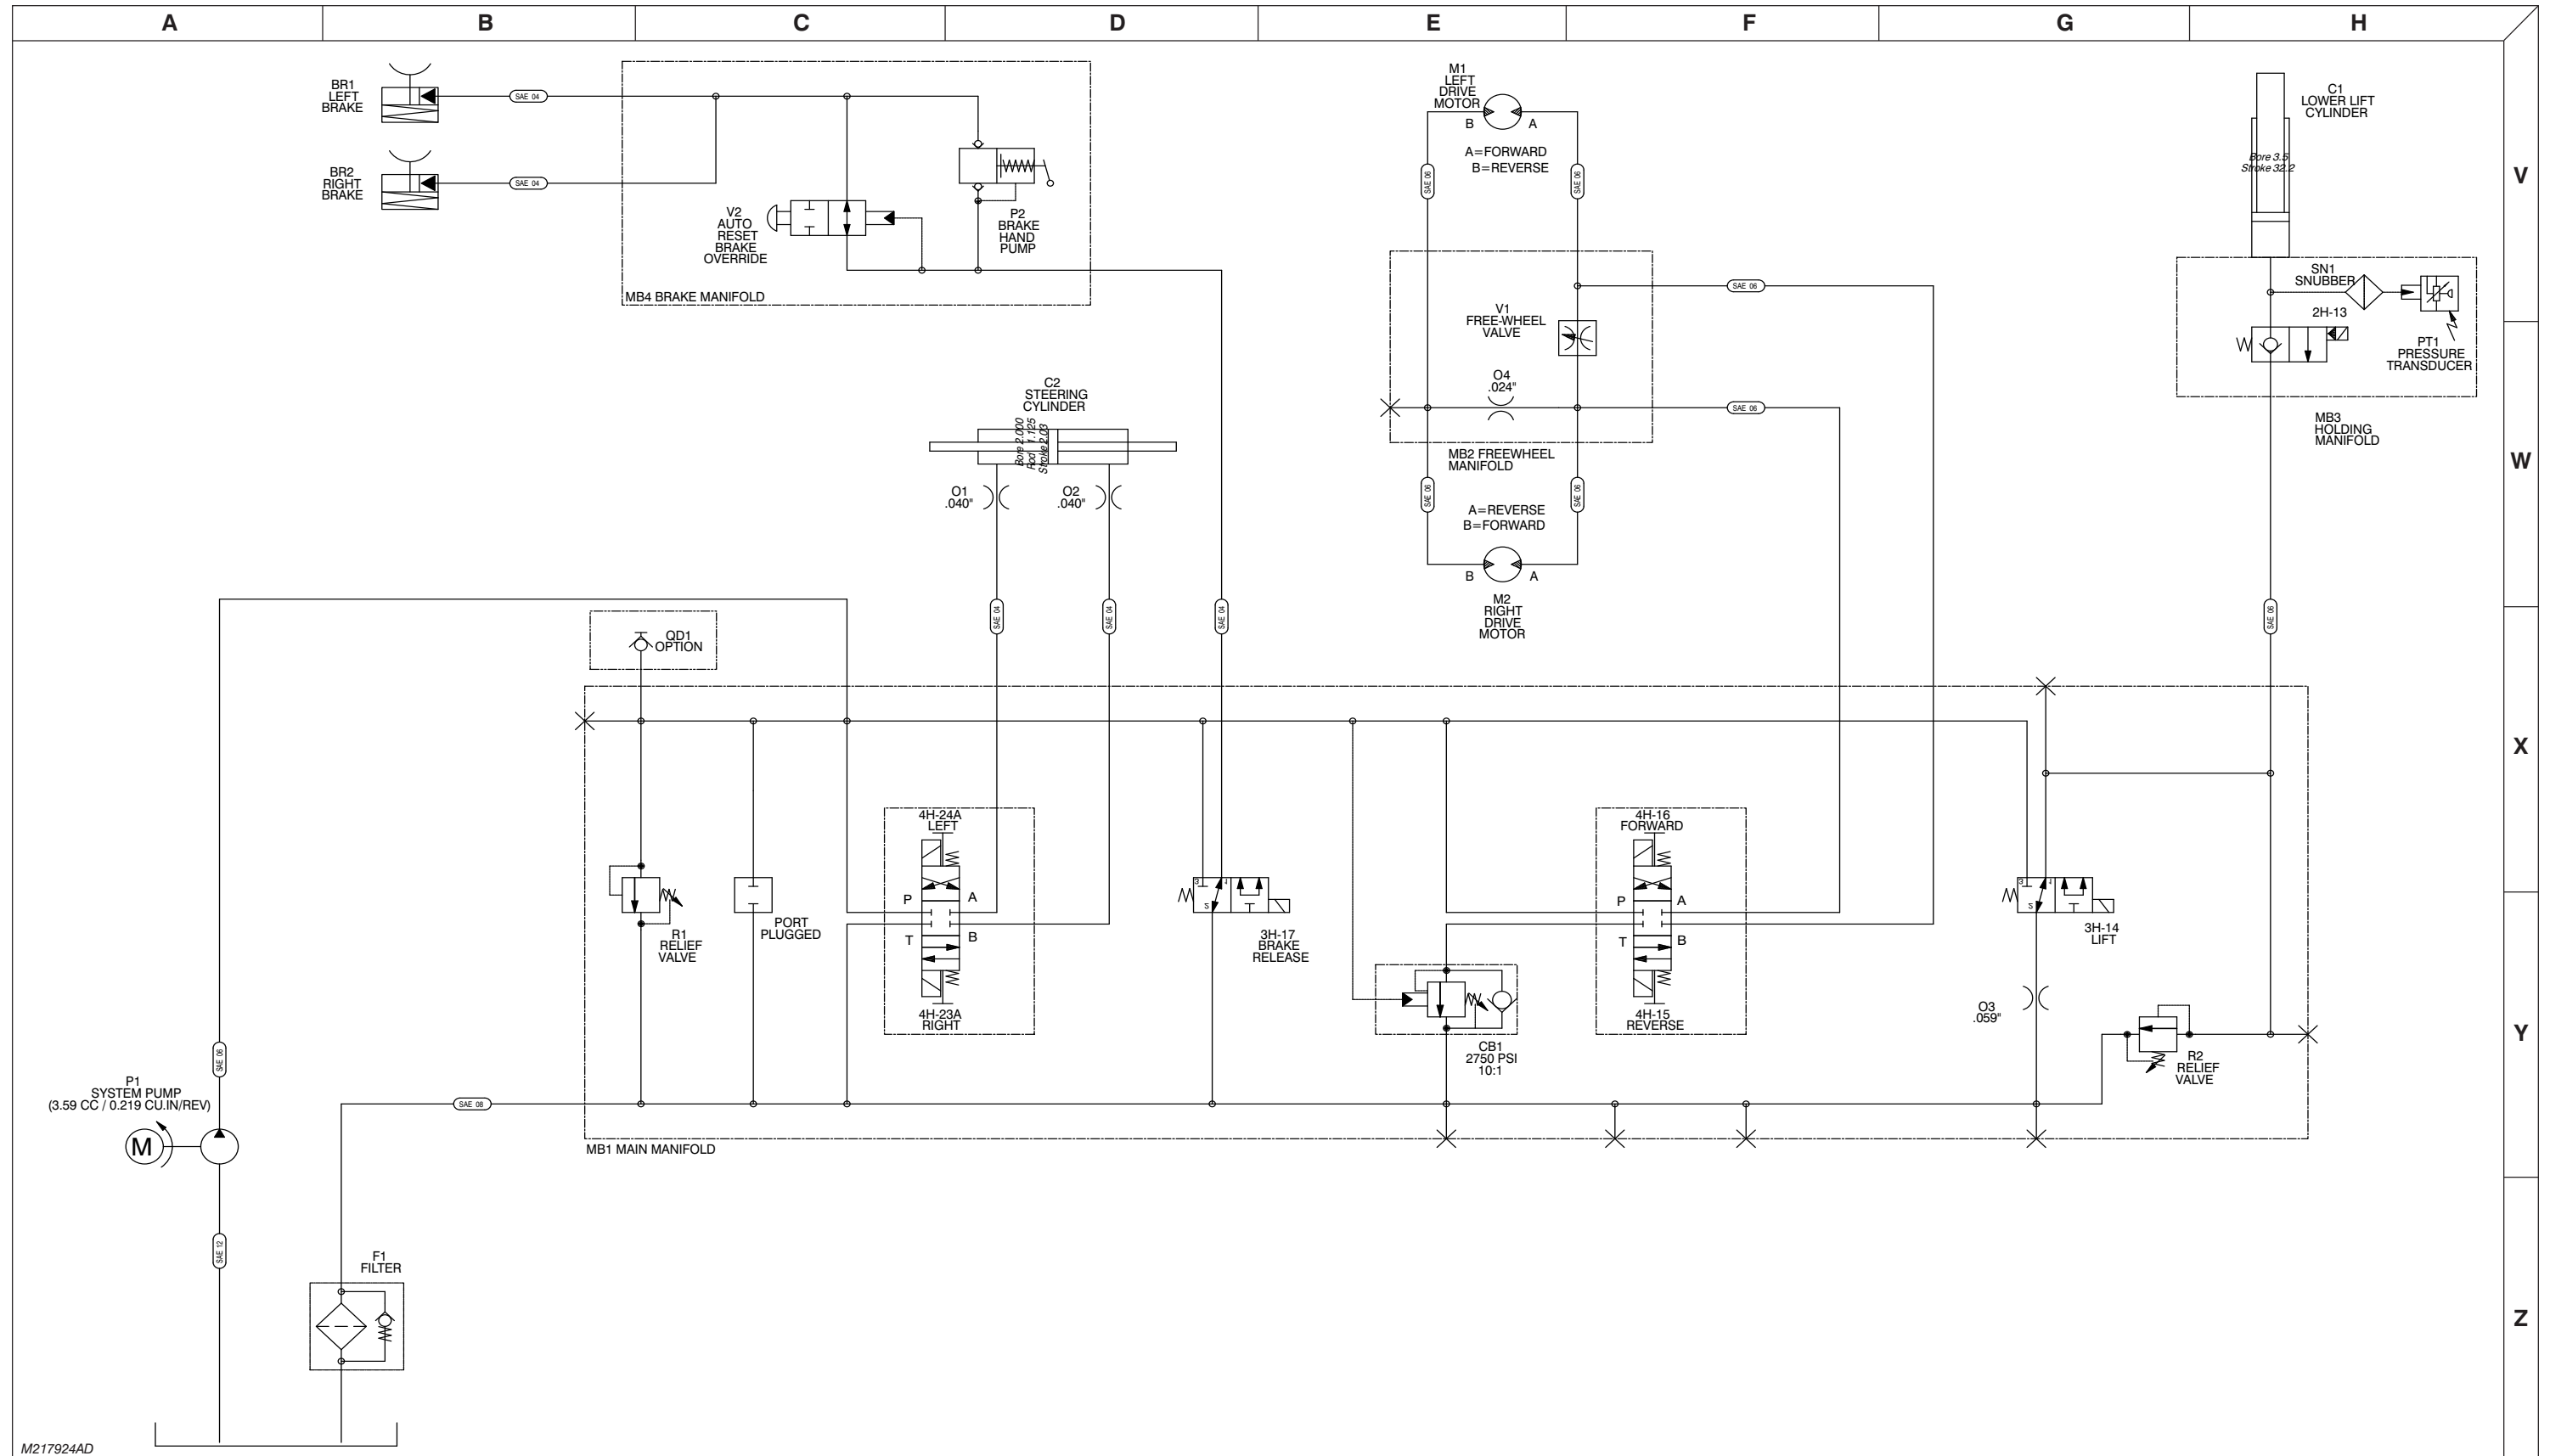 A B C D E F G H
BR1
LEFT
BRAKE
SAE 04
BR2
RIGHT
BRAKE
SAE 04
V2
AUTO
RESET
BRAKE
OVERRIDE
P2
BRAKE
HAND
PUMP
MB4 BRAKE MANIFOLD
M1
LEFT
DRIVE
MOTOR
B A
A=FORWARD
B=REVERSE
SAE 06
SAE 06
SAE 06
V1
FREE-WHEEL
VALVE
O4
.024"
SAE 06
MB2 FREEWHEEL
MANIFOLD
SAE 06
SAE 06
A=REVERSE
B=FORWARD
B A
M2
RIGHT
DRIVE
MOTOR
C1
LOWER LIFT
CYLINDER
Bore 3.5
Stroke 32.2
SN1
SNUBBER
2H-13
PT1
PRESSURE
TRANSDUCER
MB3
HOLDING
MANIFOLD
SAE 06
V
W
X
Y
Z
C2
STEERING
CYLINDER
Bore 2.000
Rod 1.125
Stroke 2.03
O1
.040"
O2
.040"
SAE 04
SAE 04
SAE 04
QD1
OPTION
R1
RELIEF
VALVE
PORT
PLUGGED
4H-24A
LEFT
P A
T B
4H-23A
RIGHT
3 1
2
3H-17
BRAKE
RELEASE
CB1
2750 PSI
10:1
4H-16
FORWARD
P A
T B
4H-15
REVERSE
3 1
2
3H-14
LIFT
O3
.059"
R2
RELIEF
VALVE
MB1 MAIN MANIFOLD
SAE 06
P1
SYSTEM PUMP
(3.59 CC / 0.219 CU.IN/REV)
M
SAE 08
SAE 12
F1
FILTER
M217924AD